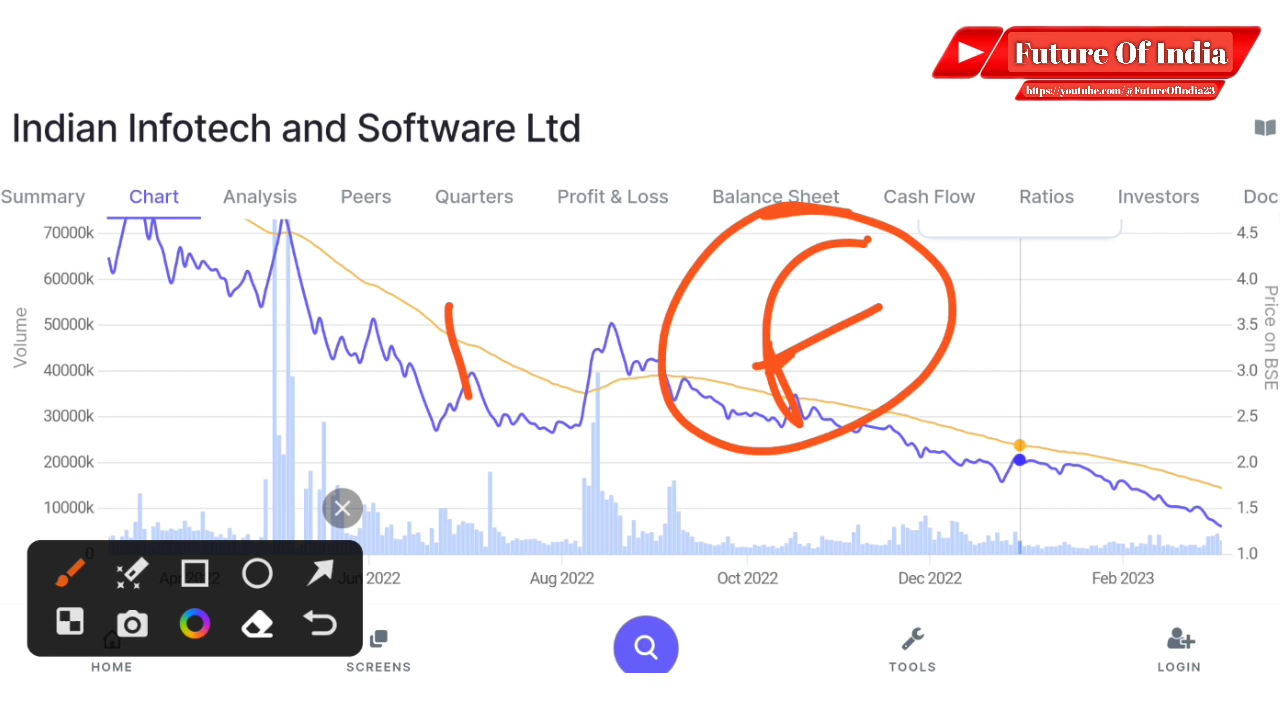 Future Of India
https://youtube.com/@FutureOfIndia23
Indian Infotech and Software Ltd
Summary Chart Analysis Peers Quarters Profit & Loss Balance Sheet Cash Flow Ratios Investors Doc
70000k 4.5
60000k 4.0
50000k 3.5
Volume
Price on BSE
40000k 3.0
30000k 2.5
20000k 2.0
10000k 1.5
0 1.0
Apr 2022 Jun 2022 Aug 2022 Oct 2022 Dec 2022 Feb 2023
HOME SCREENS TOOLS LOGIN